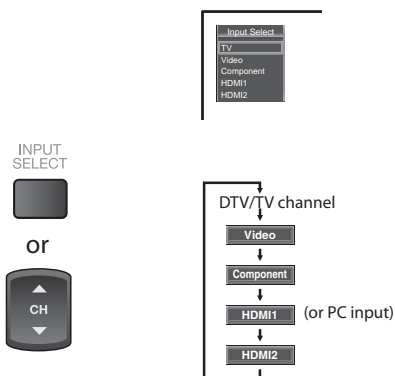 Input Select
TV
Video
Component
HDMI1
HDMI2
INPUT
SELECT
or
CH
DTV/TV channel
Video
Component
HDMI1 (or PC input)
HDMI2